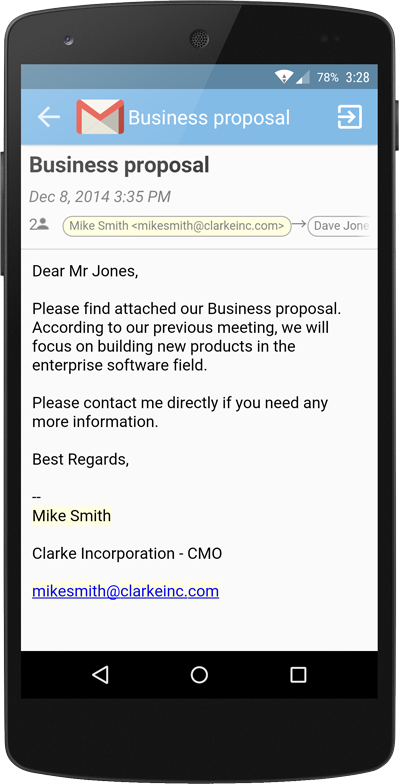 78% 3:28
Business proposal
Business proposal
Dec 8, 2014 3:35 PM
2 Mike Smith <mikesmith@clarkeinc.com> Dave Jone
Dear Mr Jones,
Please find attached our Business proposal.
According to our previous meeting, we will
focus on building new products in the
enterprise software field.
Please contact me directly if you need any
more information.
Best Regards,
--
Mike Smith
Clarke Incorporation - CMO
mikesmith@clarkeinc.com